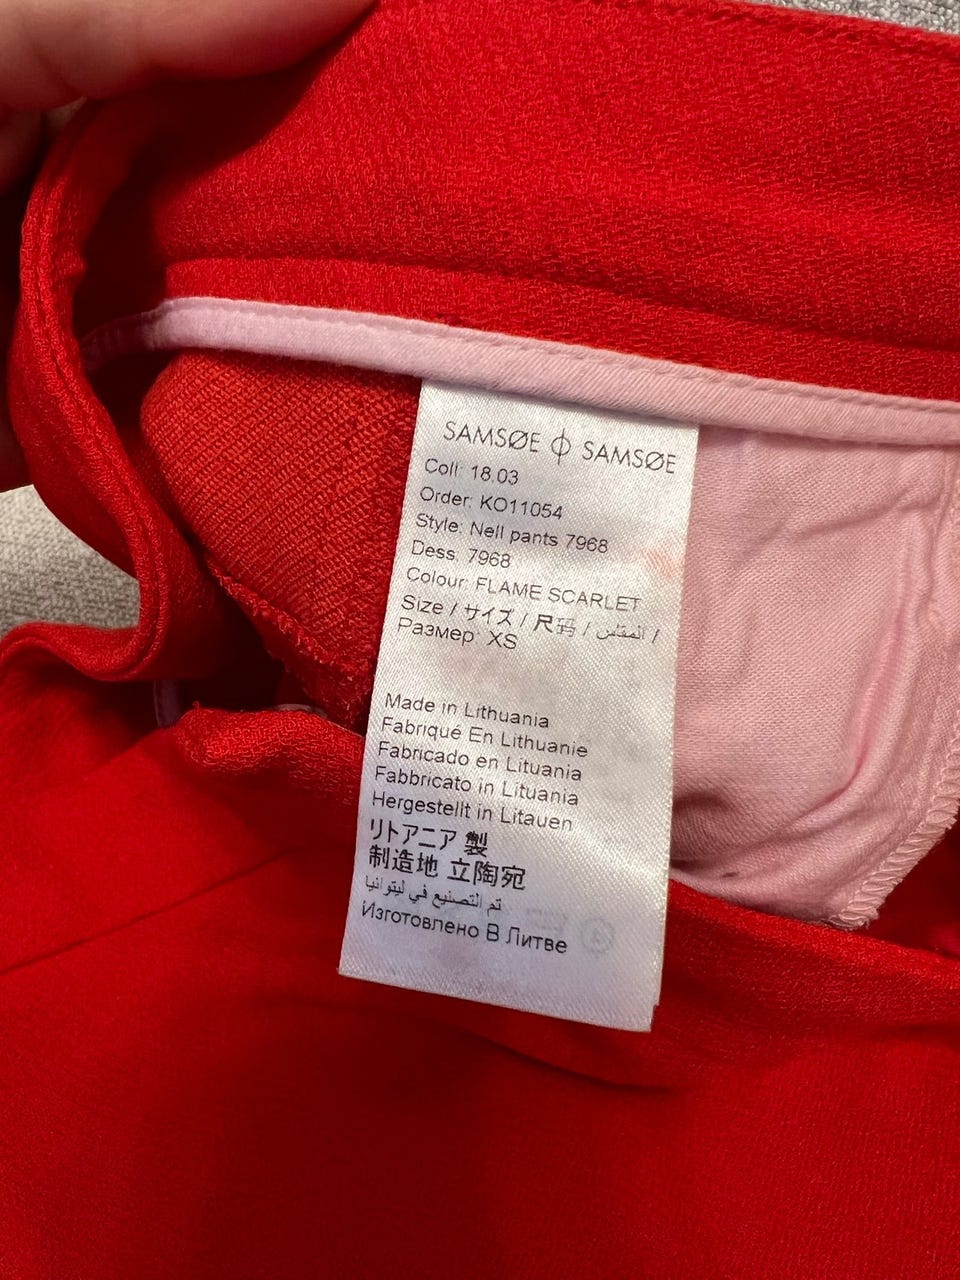 SAMSØE ϕ SAMSØE
Coll: 18.03
Order: KO11054
Style: Nell pants 7968
Dess. 7968
Colour: FLAME SCARLET
Size / サイズ / 尺码 / المقاس /
Размер: XS
Made in Lithuania
Fabriqué En Lithuanie
Fabricado en Lituania
Fabbricato in Lituania
Hergestellt in Litauen
リトアニア 製
制造地 立陶宛
تم التصنيع في ليتوانيا
Изготовлено В Литве